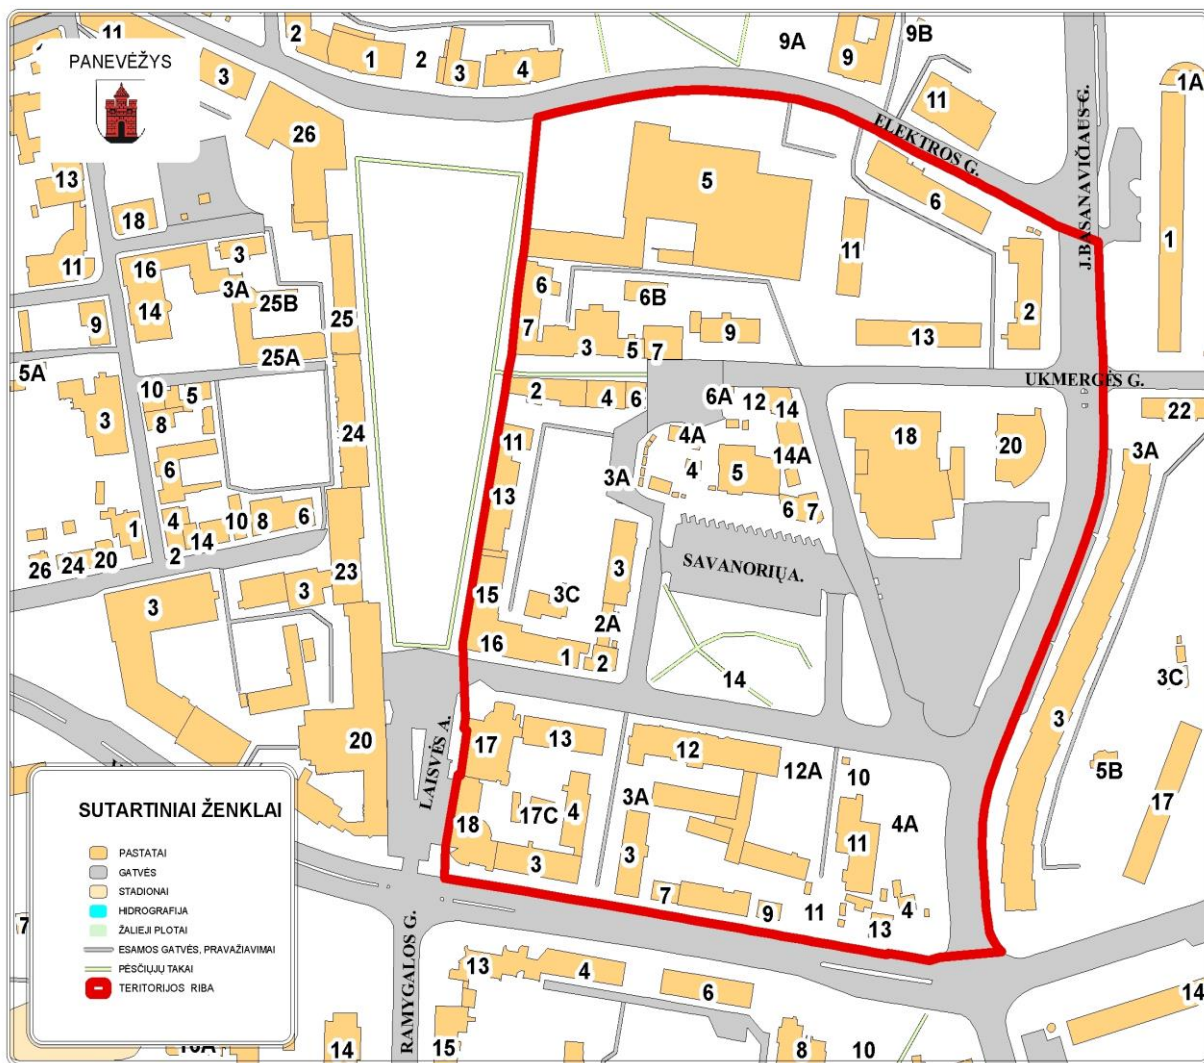 11
2
1
2
3
4
9A
9
9B
1A
PANEVĖŽYS
3
26
11
ELEKTROS G.
J.BASANAVIČIAUS G.
13
18
5
6
11
1
16
3
11
3A
25B
14
6
6B
2
9
25
7
3
5
7
9
13
25A
5A
UKMERGĖS G.
10
5
2
4
6
6A
12
14
22
3
8
24
11
4A
18
20
3A
6
13
3A
4
5
14A
4
10
8
6
6
7
1
14
2
26
24
20
23
SAVANORIŲ A.
3
3
15
3C
3
2A
16
1
2
14
3C
3
20
LAISVĖS A.
17
13
12
12A
10
5B
17
3A
4A
18
17C
4
11
3
3
7
9
11
13
4
SUTARTINIAI ŽENKLAI
PASTATAI
GATVĖS
STADIONAI
HIDROGRAFIJA
ŽALIEJI PLOTAI
ESAMOS GATVĖS, PRAVAŽIAVIMAI
PĖSČIŲJŲ TAKAI
TERITORIJOS RIBA
7
RAMYGALOS G.
13
4
6
14
14
15
8
10